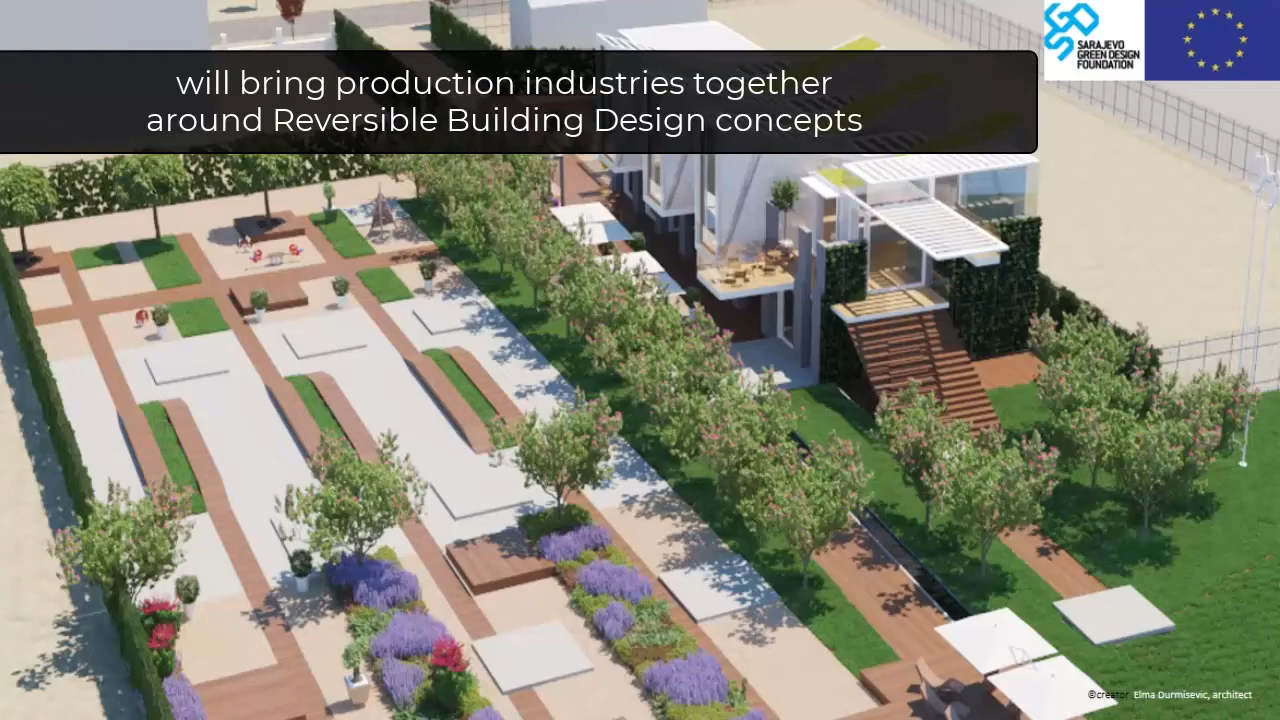 will bring production industries together
around Reversible Building Design concepts
SARAJEVO
GREEN DESIGN
FOUNDATION
©creator Elma Durmisevic, architect